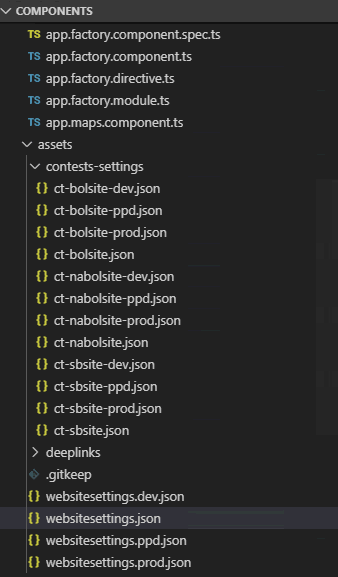 COMPONENTS
TS app.factory.component.spec.ts
TS app.factory.component.ts
TS app.factory.directive.ts
TS app.factory.module.ts
TS app.maps.component.ts
assets
contests-settings
{} ct-bolsite-dev.json
{} ct-bolsite-ppd.json
{} ct-bolsite-prod.json
{} ct-bolsite.json
{} ct-nabolsite-dev.json
{} ct-nabolsite-ppd.json
{} ct-nabolsite-prod.json
{} ct-nabolsite.json
{} ct-sbsite-dev.json
{} ct-sbsite-ppd.json
{} ct-sbsite-prod.json
{} ct-sbsite.json
deeplinks
.gitkeep
{} websitesettings.dev.json
{} websitesettings.json
{} websitesettings.ppd.json
{} websitesettings.prod.json